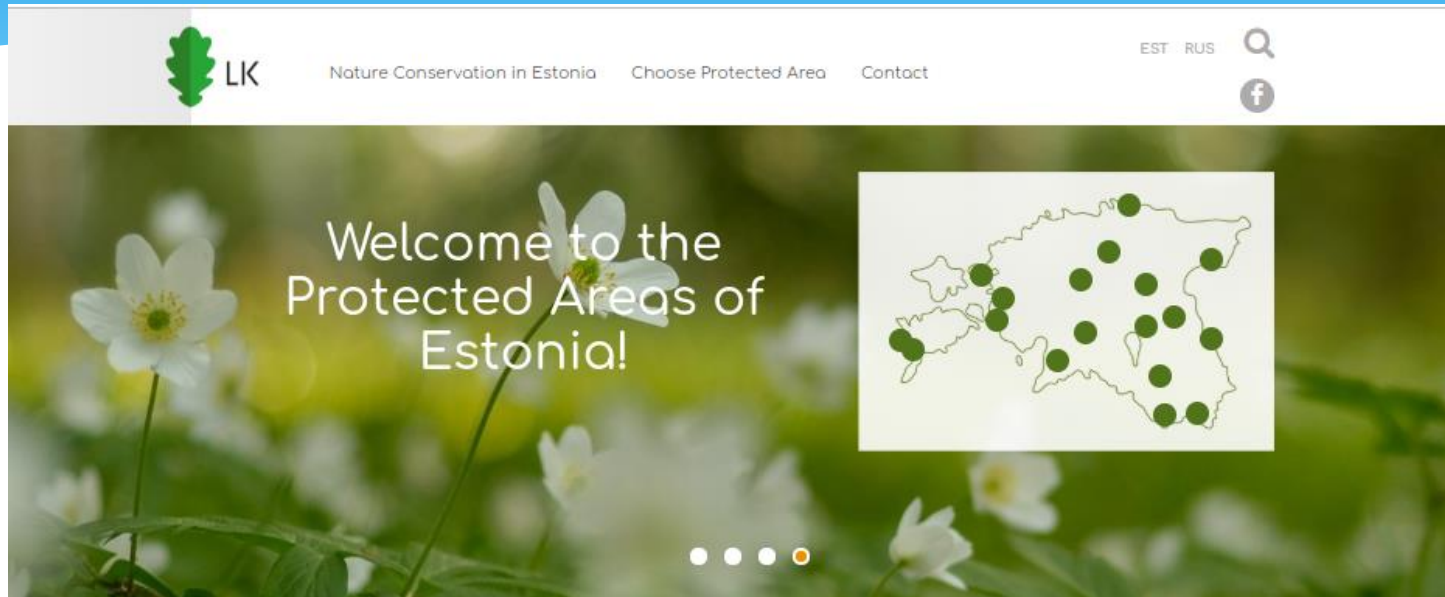 LK
Nature Conservation in Estonia
Choose Protected Area
Contact
EST
RUS
f
Welcome to the
Protected Areas of
Estonia!